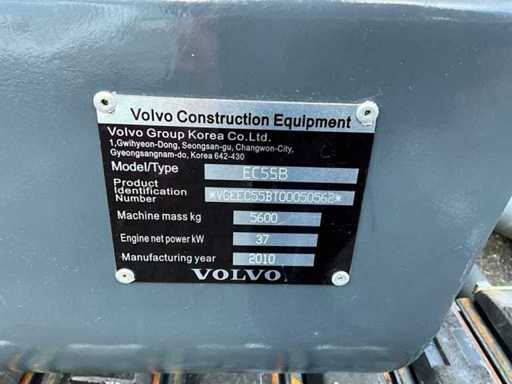 Volvo Construction Equipment
Volvo Group Korea Co.Ltd.
1,Gwihyeon-Dong, Seongsan-gu, Changwon-City,
Gyeongsangnam-do, Korea 642-430
Model/Type EC55B
Product
Identification
Number *VCEEC55BT00050562*
Machine mass kg 5600
Engine net power kW 37
Manufacturing year 2010
VOLVO